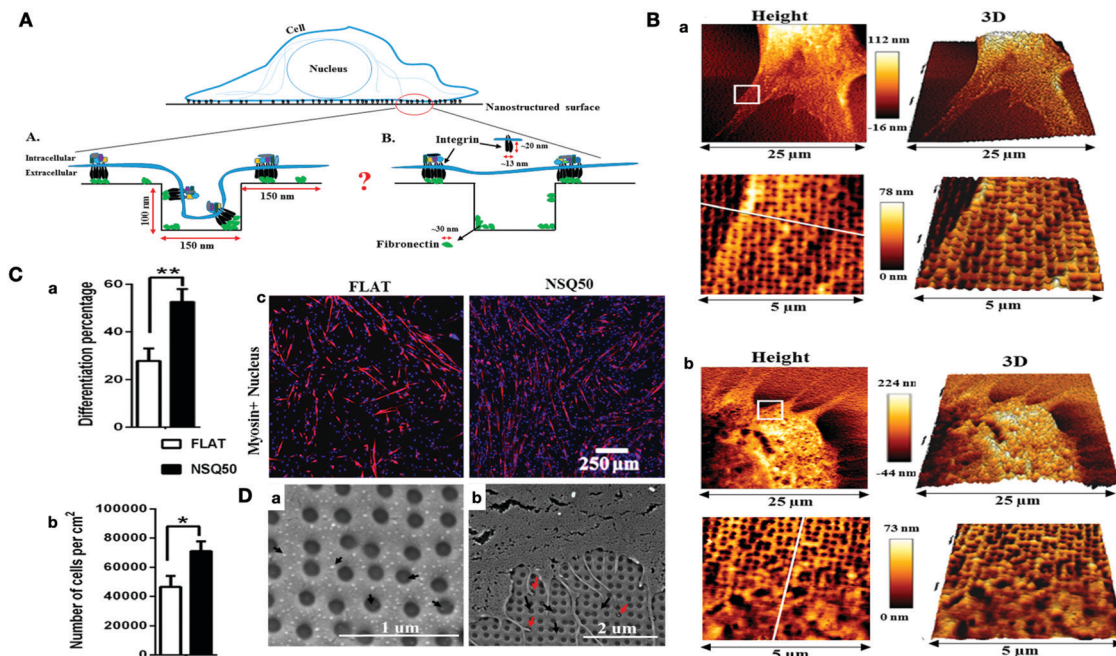 A
Cell
Nucleus
Nanostructured surface
A.
B.
Integrin
~20 nm
~13 nm
Intracellular
Extracellular
100 nm
150 nm
150 nm
?
~30 nm
Fibronectin
B
a
Height
3D
112 nm
-16 nm
25 µm
25 µm
78 nm
0 nm
5 µm
5 µm
b
Height
3D
224 nm
-44 nm
25 µm
25 µm
73 nm
0 nm
5 µm
5 µm
C
a
Differentiation percentage
60
40
20
0
**
FLAT
NSQ50
b
Number of cells per cm2
100000
80000
60000
40000
20000
0
*
c
FLAT
NSQ50
Myosin+ Nucleus
250 µm
D
a
1 um
b
2 um